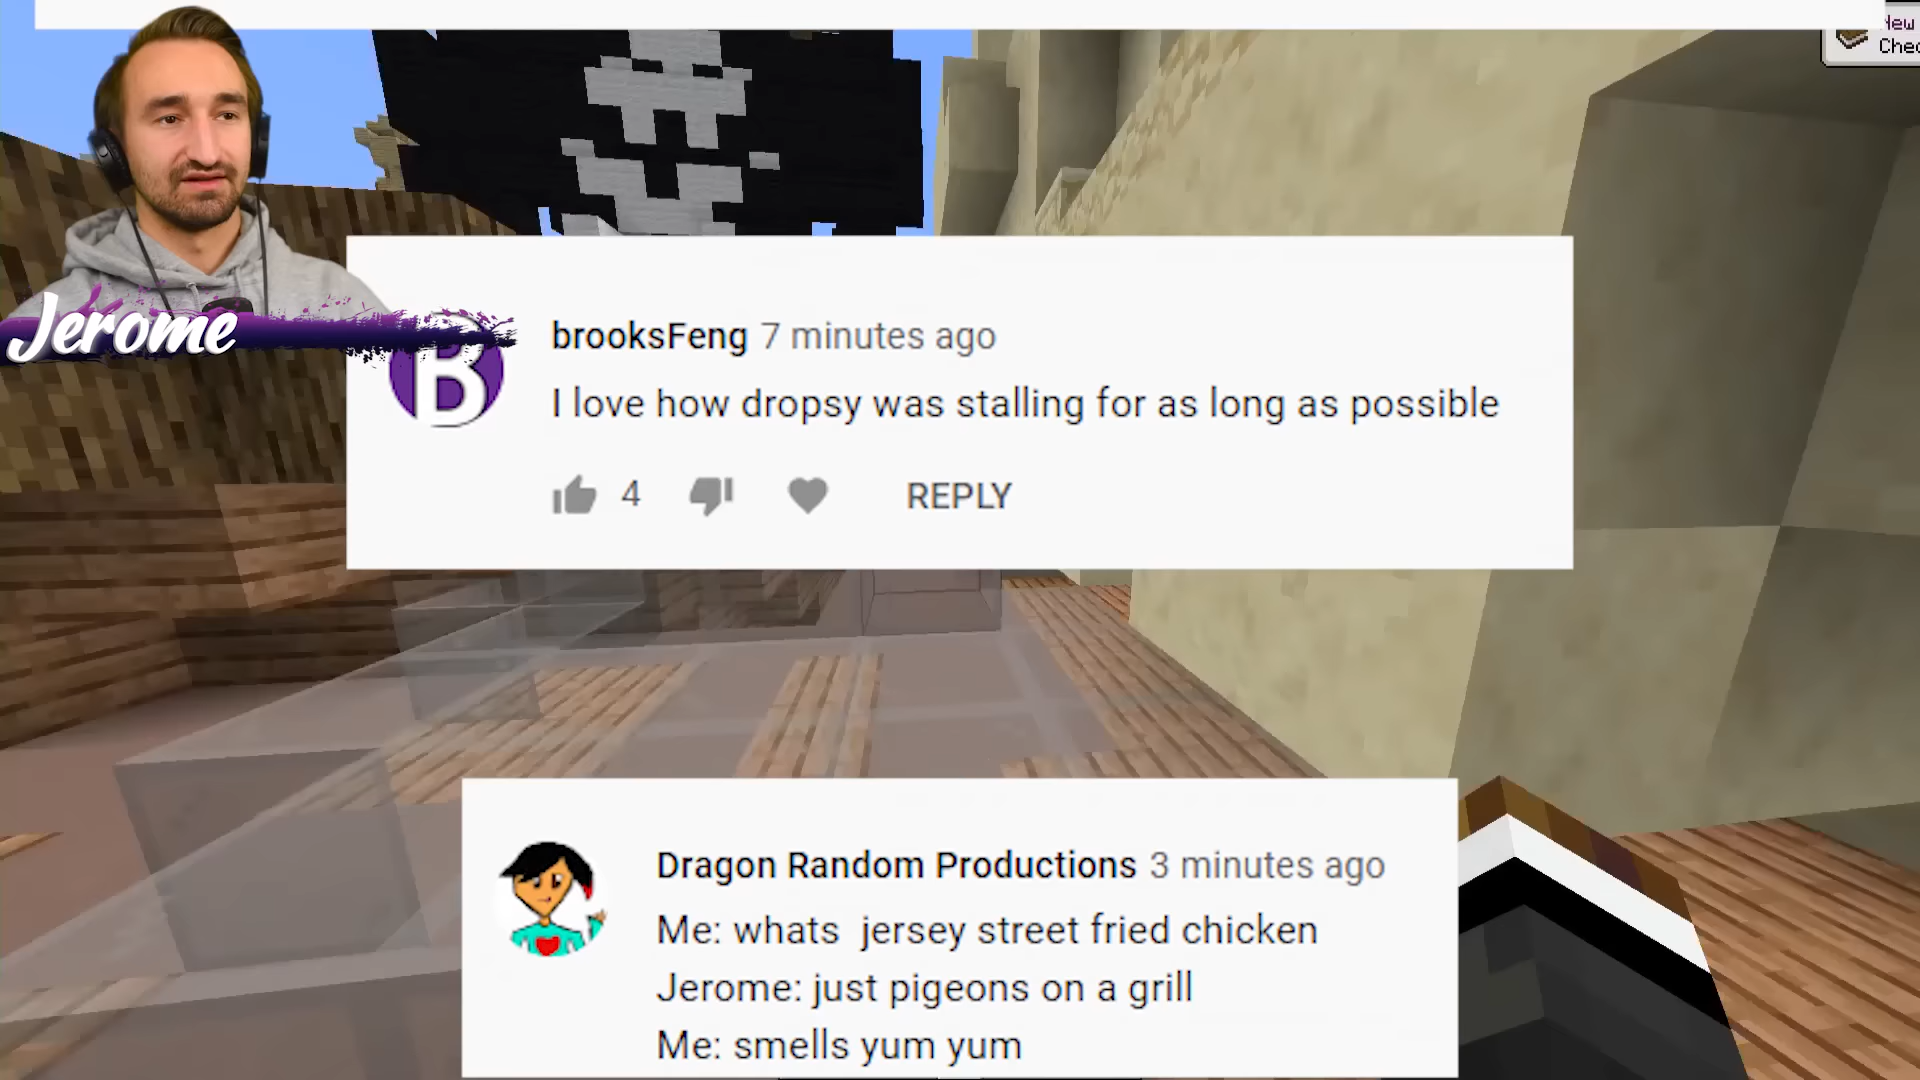 New
Chec
Jerome
B
brooksFeng 7 minutes ago
I love how dropsy was stalling for as long as possible
4 REPLY
Dragon Random Productions 3 minutes ago
Me: whats jersey street fried chicken
Jerome: just pigeons on a grill
Me: smells yum yum